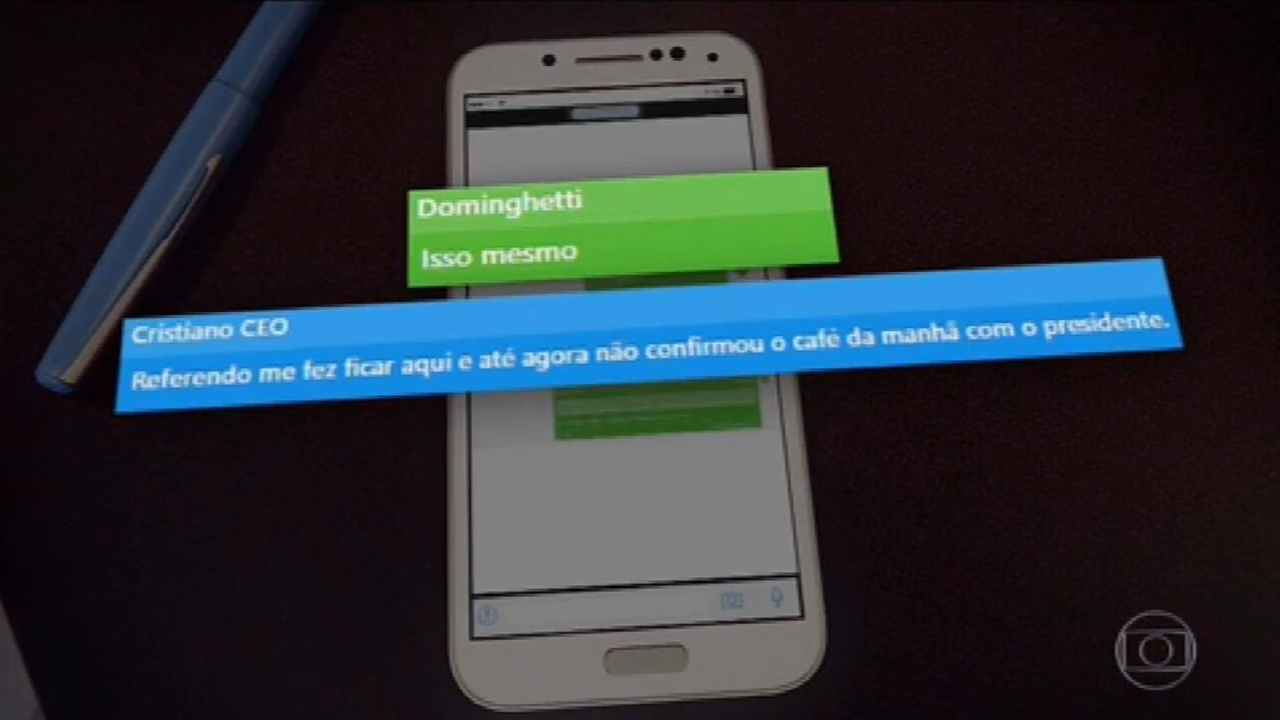 Dominghetti
Isso mesmo
Cristiano CEO
Referendo me fez ficar aqui e até agora não confirmou o café da manhã com o presidente.